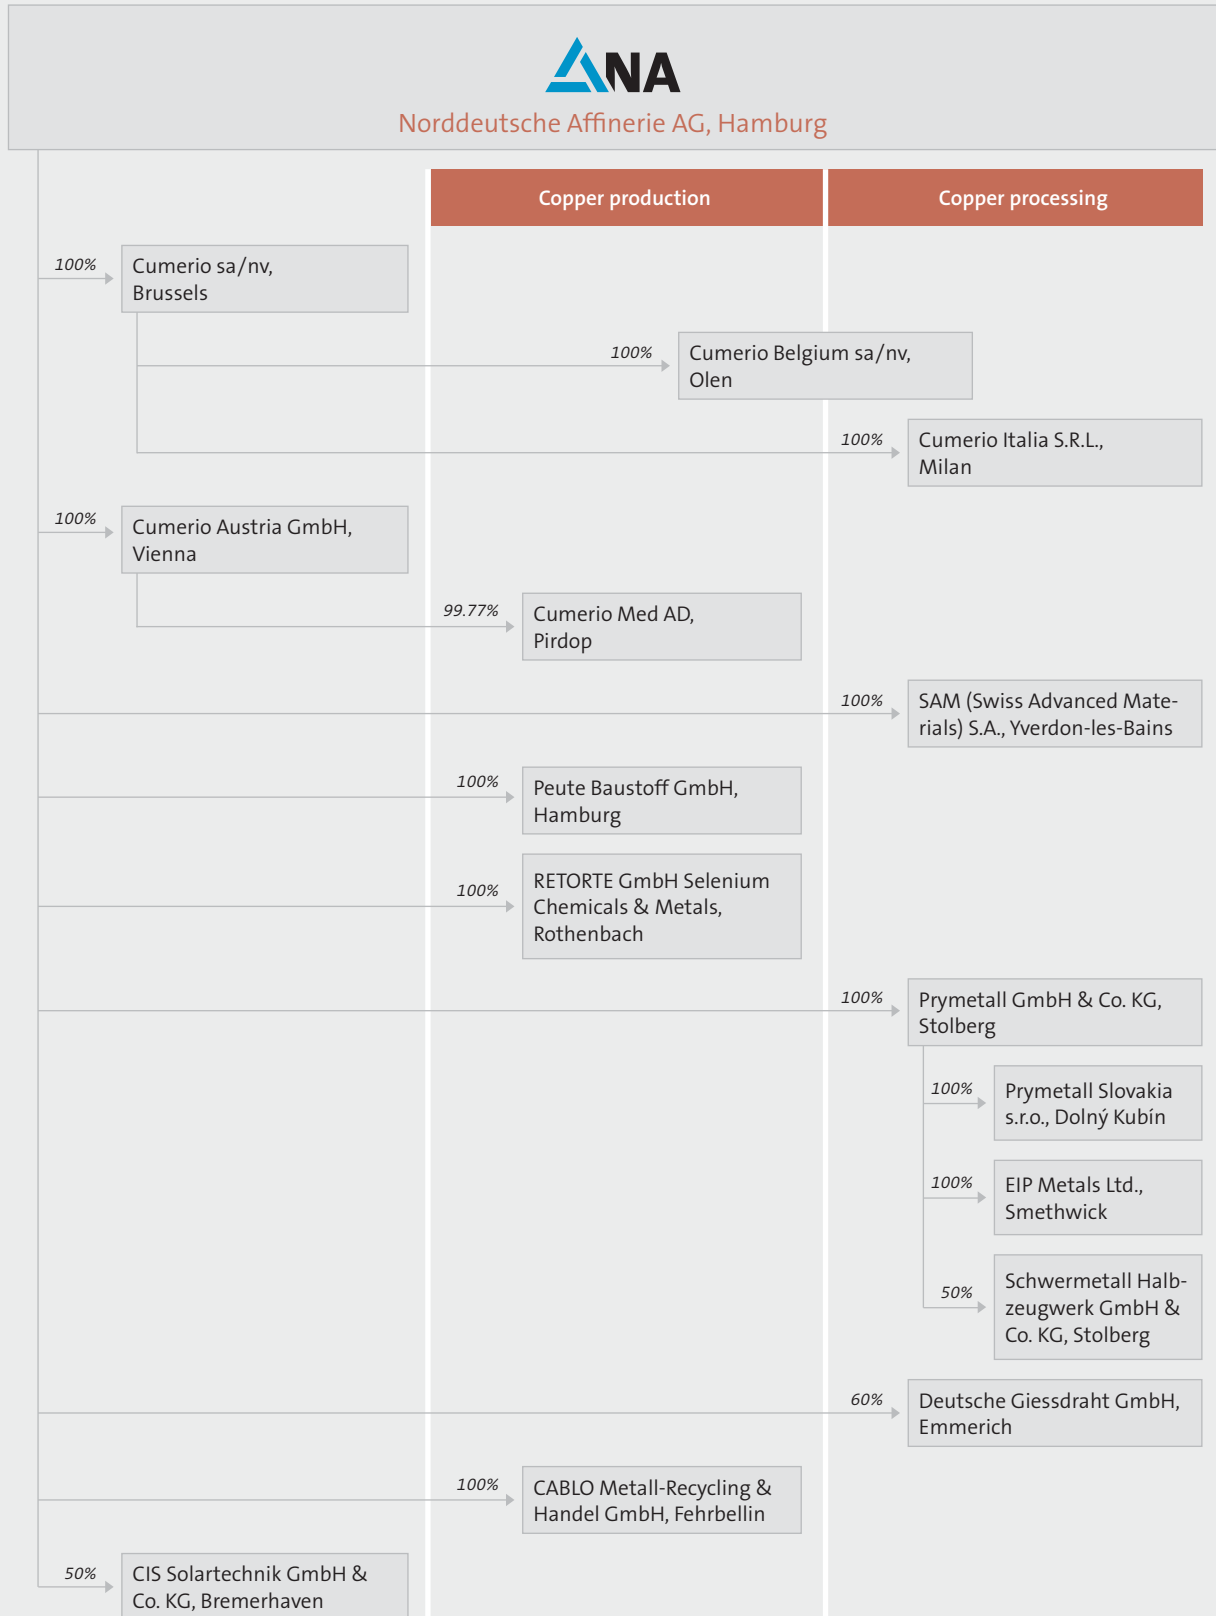 NA
Norddeutsche Affinerie AG, Hamburg
Copper production
Copper processing
100%
Cumerio sa/nv,
Brussels
100%
Cumerio Belgium sa/nv,
Olen
100%
Cumerio Italia S.R.L.,
Milan
100%
Cumerio Austria GmbH,
Vienna
99.77%
Cumerio Med AD,
Pirdop
100%
SAM (Swiss Advanced Mate-
rials) S.A., Yverdon-les-Bains
100%
Peute Baustoff GmbH,
Hamburg
100%
RETORTE GmbH Selenium
Chemicals & Metals,
Rothenbach
100%
Prymetall GmbH & Co. KG,
Stolberg
100%
Prymetall Slovakia
s.r.o., Dolný Kubín
100%
EIP Metals Ltd.,
Smethwick
50%
Schwermetall Halb-
zeugwerk GmbH &
Co. KG, Stolberg
60%
Deutsche Giessdraht GmbH,
Emmerich
100%
CABLO Metall-Recycling &
Handel GmbH, Fehrbellin
50%
CIS Solartechnik GmbH &
Co. KG, Bremerhaven